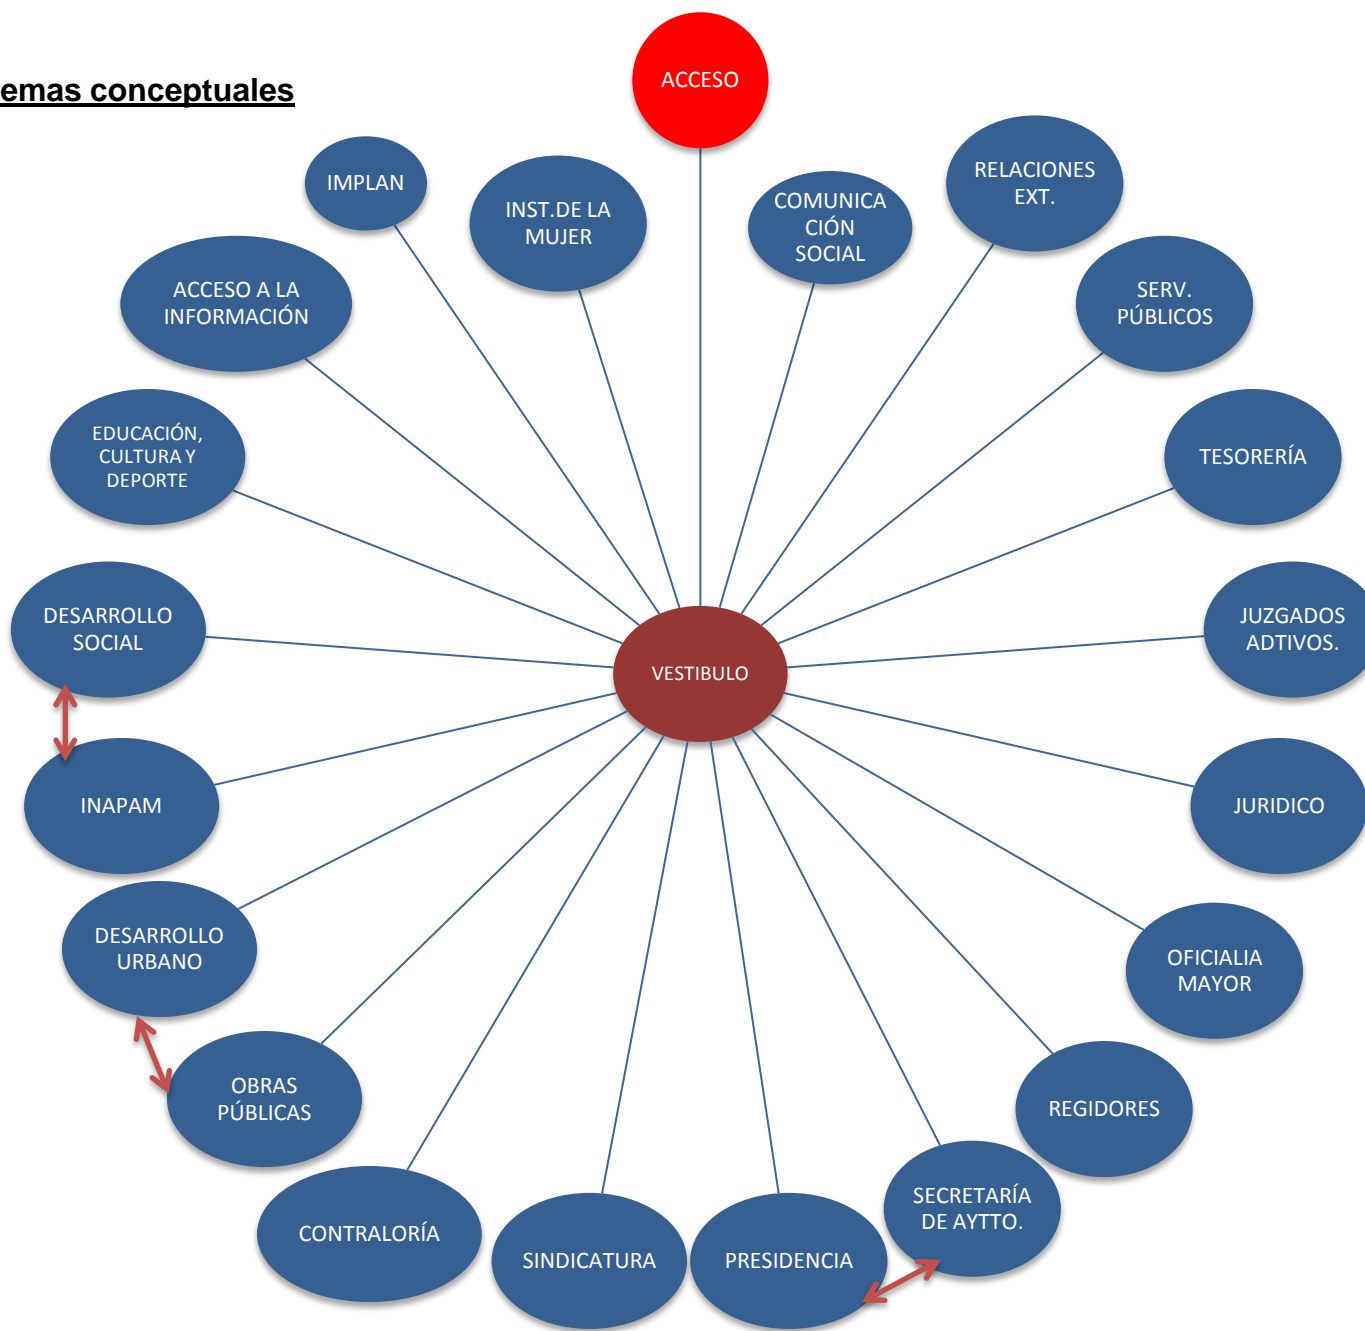 emas conceptuales
ACCESO
IMPLAN
INST.DE LA
MUJER
COMUNICA
CIÓN
SOCIAL
RELACIONES
EXT.
ACCESO A LA
INFORMACIÓN
SERV.
PÚBLICOS
EDUCACIÓN,
CULTURA Y
DEPORTE
TESORERÍA
DESARROLLO
SOCIAL
VESTIBULO
JUZGADOS
ADTIVOS.
INAPAM
JURIDICO
DESARROLLO
URBANO
OFICIALIA
MAYOR
OBRAS
PÚBLICAS
REGIDORES
CONTRALORÍA
SINDICATURA
PRESIDENCIA
SECRETARÍA
DE AYTTO.